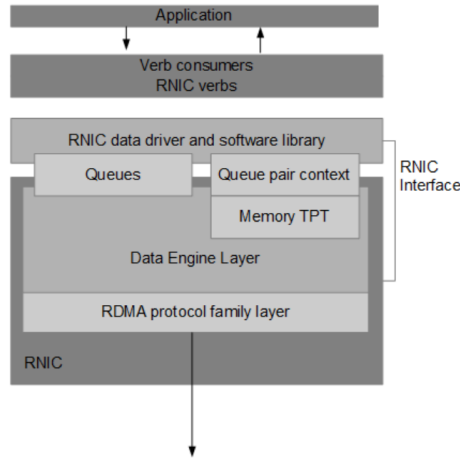 Application
Verb consumers
RNIC verbs
RNIC data driver and software library
Queues
Queue pair context
RNIC
Interface
Memory TPT
Data Engine Layer
RDMA protocol family layer
RNIC